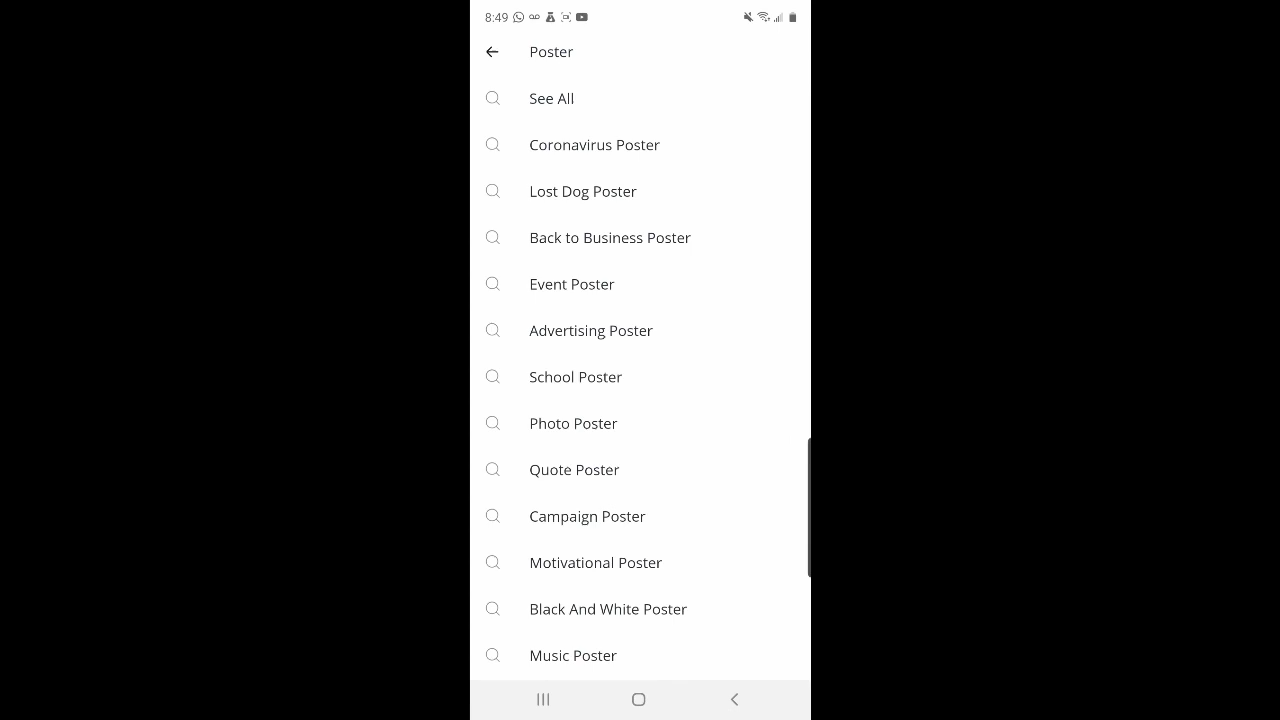 8:49
Poster
See All
Coronavirus Poster
Lost Dog Poster
Back to Business Poster
Event Poster
Advertising Poster
School Poster
Photo Poster
Quote Poster
Campaign Poster
Motivational Poster
Black And White Poster
Music Poster